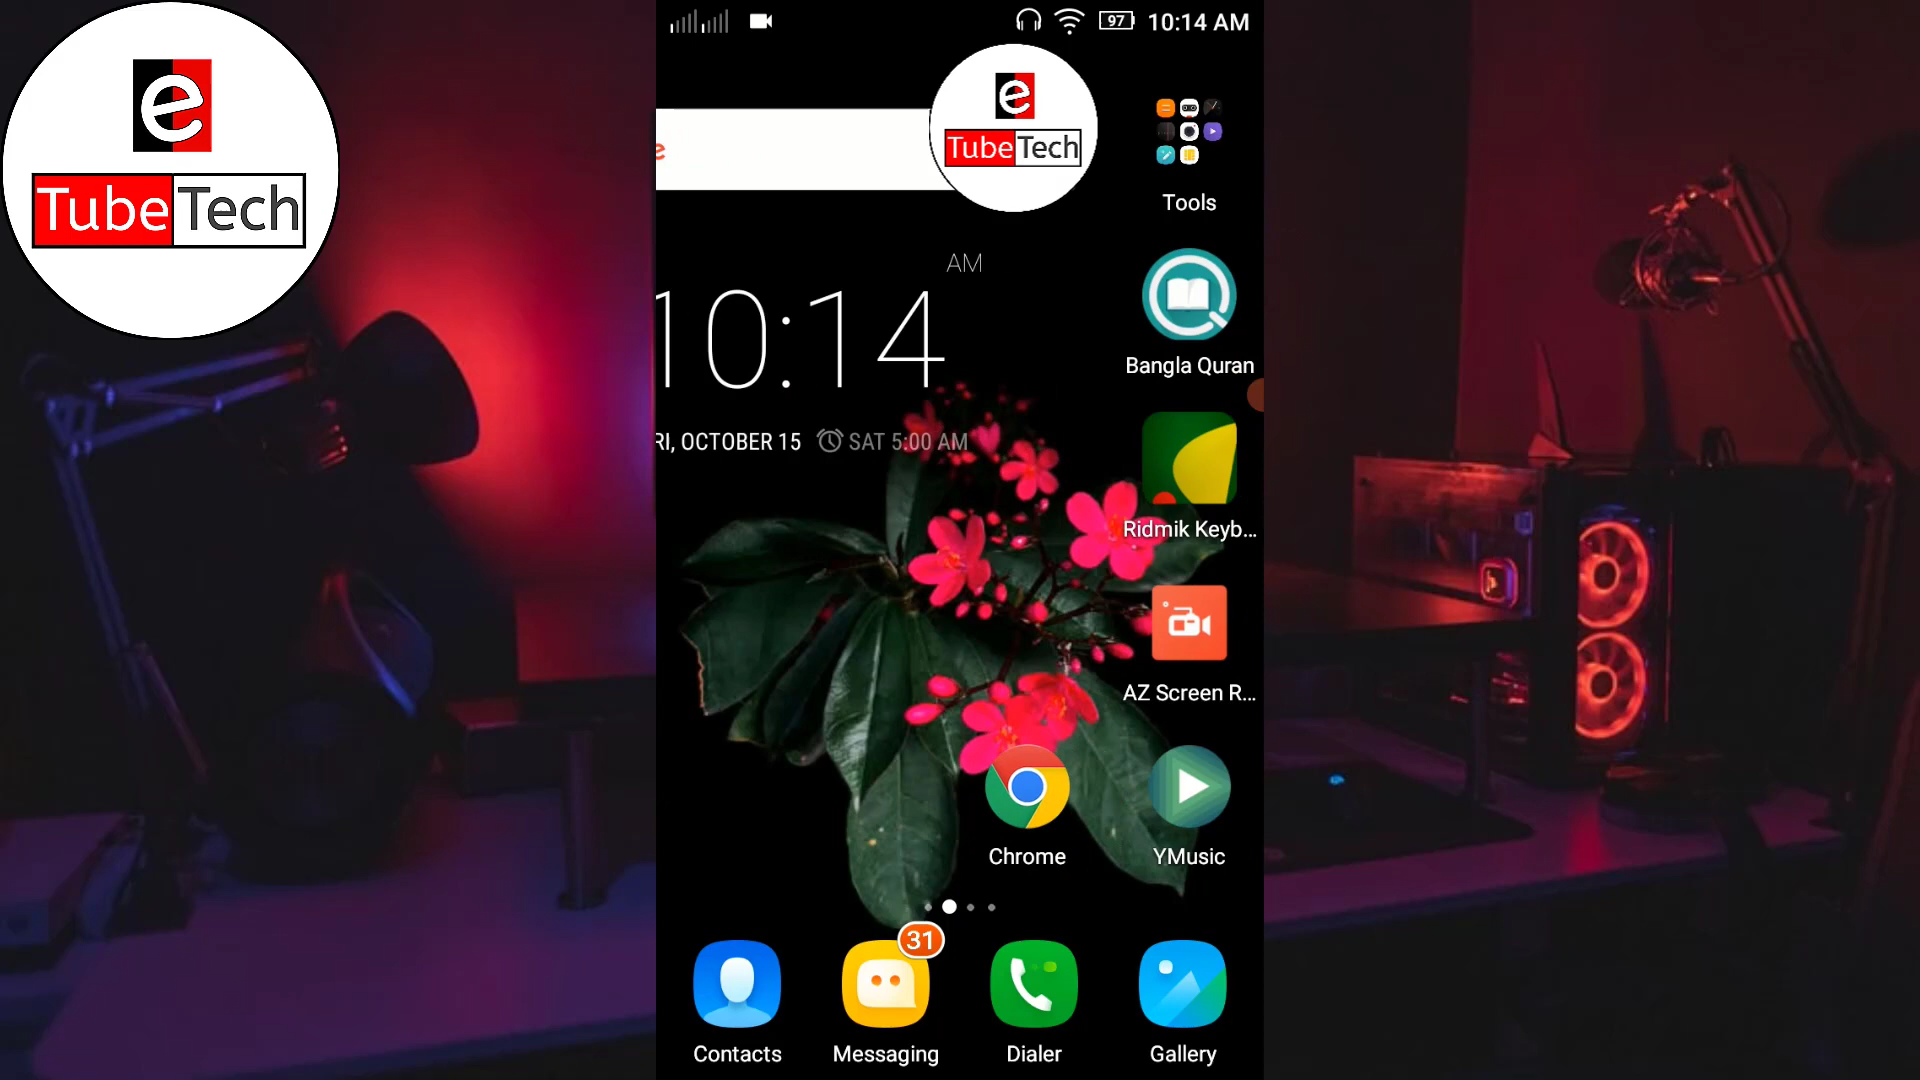 e
TubeTech
97 10:14 AM
e
e
TubeTech
Tools
AM
10:14
RI, OCTOBER 15 SAT 5:00 AM
Bangla Quran
Ridmik Keyb...
AZ Screen R...
Chrome
YMusic
31
Contacts
Messaging
Dialer
Gallery